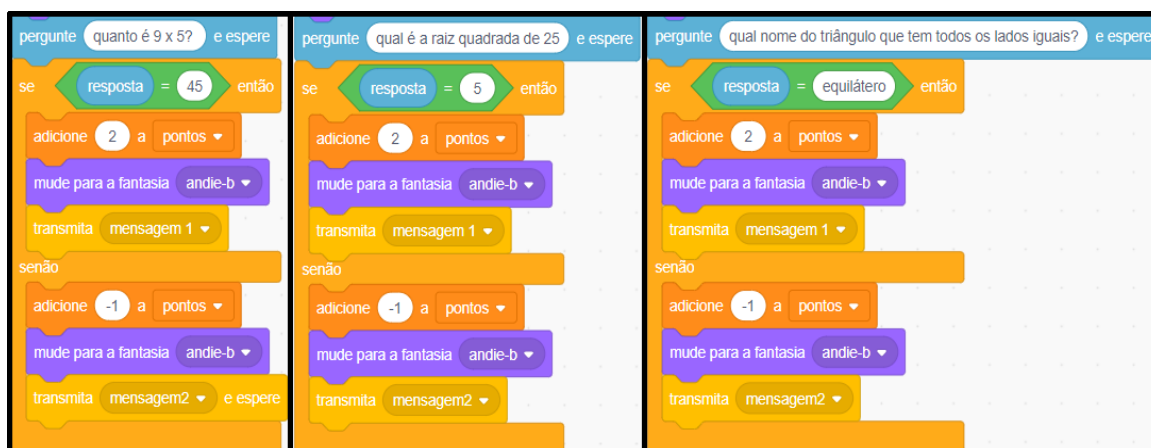 pergunte quanto é 9 x 5? e espere
se resposta = 45 então
adicione 2 a pontos
mude para a fantasia andie-b
transmita mensagem 1
senão
adicione -1 a pontos
mude para a fantasia andie-b
transmita mensagem2 e espere
pergunte qual é a raiz quadrada de 25 e espere
se resposta = 5 então
adicione 2 a pontos
mude para a fantasia andie-b
transmita mensagem 1
senão
adicione -1 a pontos
mude para a fantasia andie-b
transmita mensagem2
pergunte qual nome do triângulo que tem todos os lados iguais? e espere
se resposta = equilátero então
adicione 2 a pontos
mude para a fantasia andie-b
transmita mensagem 1
senão
adicione -1 a pontos
mude para a fantasia andie-b
transmita mensagem2